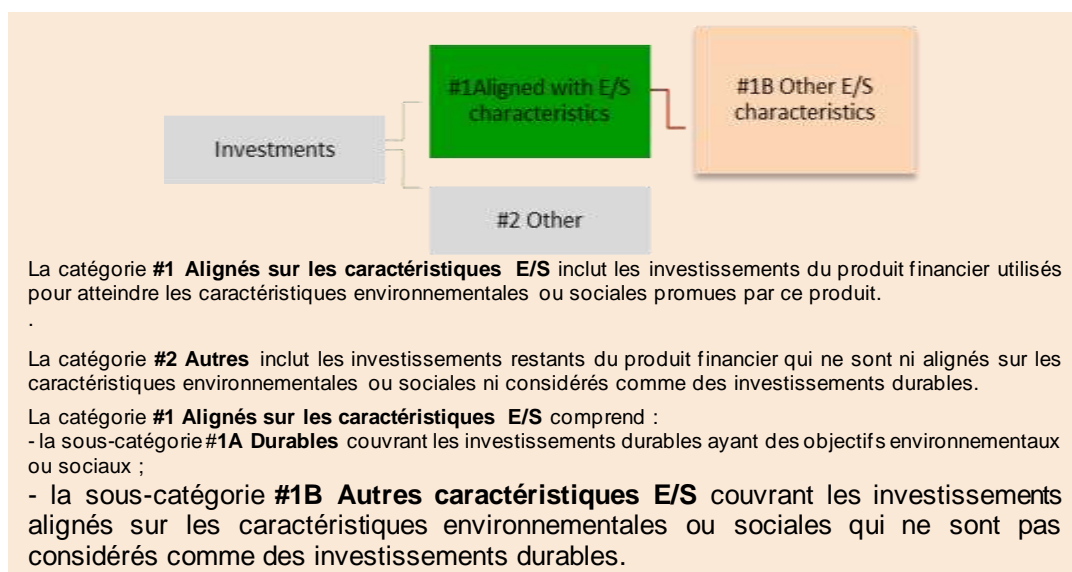 #1Aligned with E/S
characteristics
#1B Other E/S
characteristics
Investments
#2 Other
La catégorie #1 Alignés sur les caractéristiques E/S inclut les investissements du produit financier utilisés
pour atteindre les caractéristiques environnementales ou sociales promues par ce produit.
.
La catégorie #2 Autres inclut les investissements restants du produit financier qui ne sont ni alignés sur les
caractéristiques environnementales ou sociales ni considérés comme des investissements durables.
La catégorie #1 Alignés sur les caractéristiques E/S comprend :
- la sous-catégorie #1A Durables couvrant les investissements durables ayant des objectifs environnementaux
ou sociaux ;
- la sous-catégorie #1B Autres caractéristiques E/S couvrant les investissements
alignés sur les caractéristiques environnementales ou sociales qui ne sont pas
considérés comme des investissements durables.